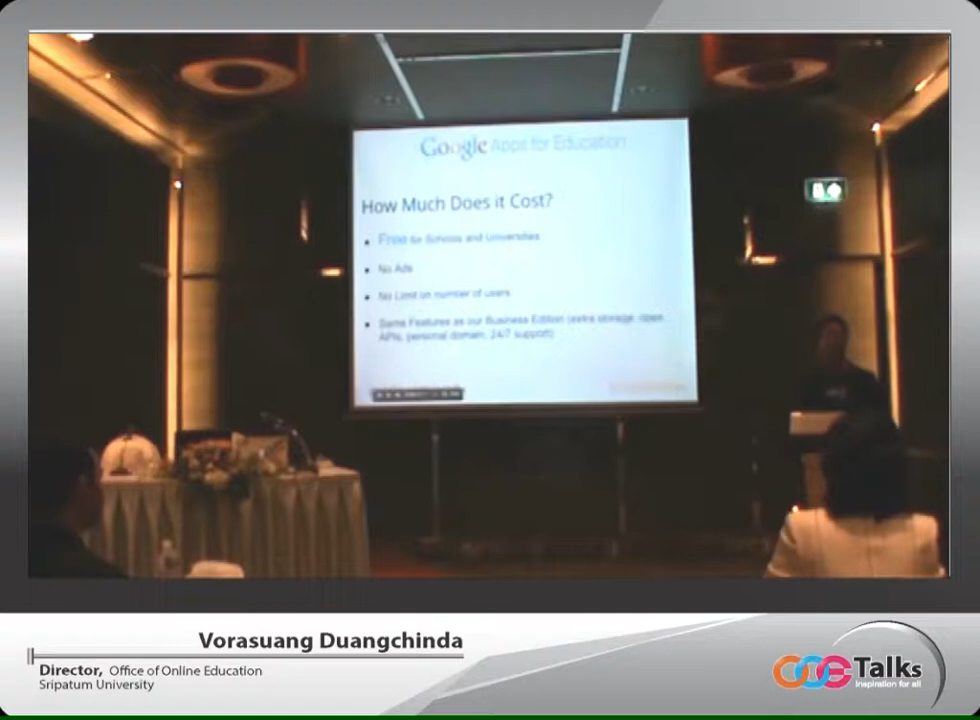 Google Apps for Education
How Much Does it Cost?
Free for Schools and Universities
No Ads
No Limit on number of users
Same Features as our Business Edition (extra storage, open
APIs, personal domain, 24/7 support)
Vorasuang Duangchinda
Director, Office of Online Education
Sripatum University
OOE Talks
Inspiration for all